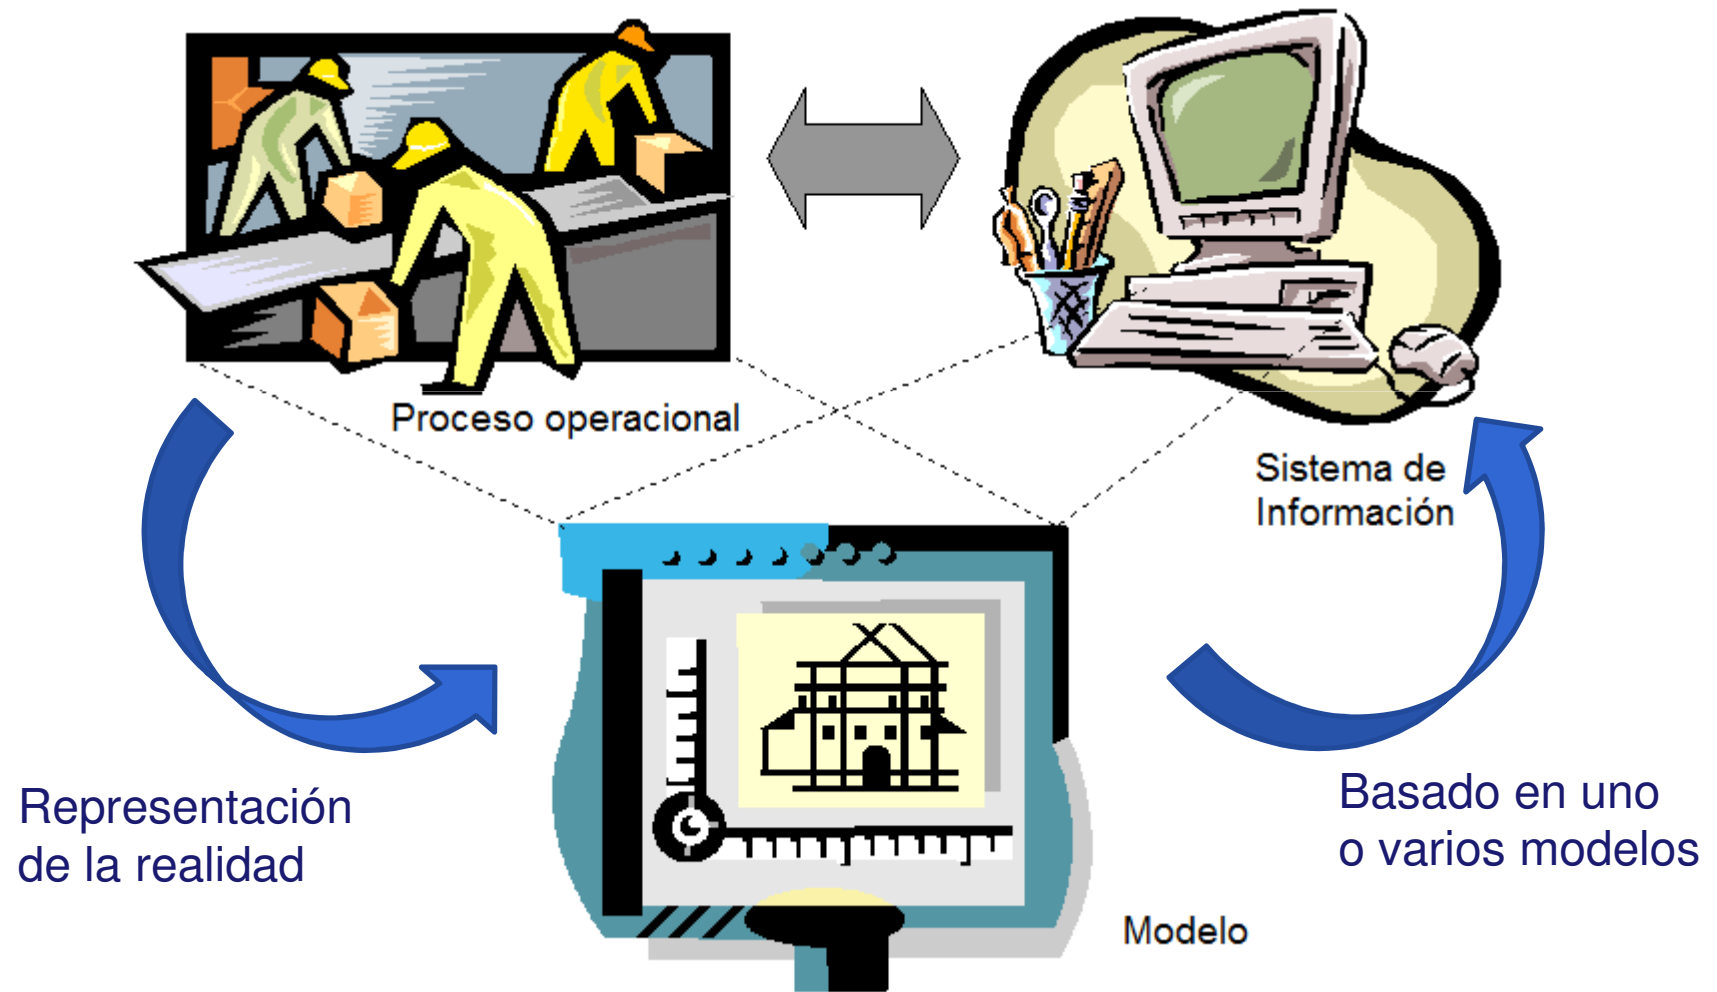 Proceso operacional
Sistema de
Información
Representación
de la realidad
Basado en uno
o varios modelos
Modelo